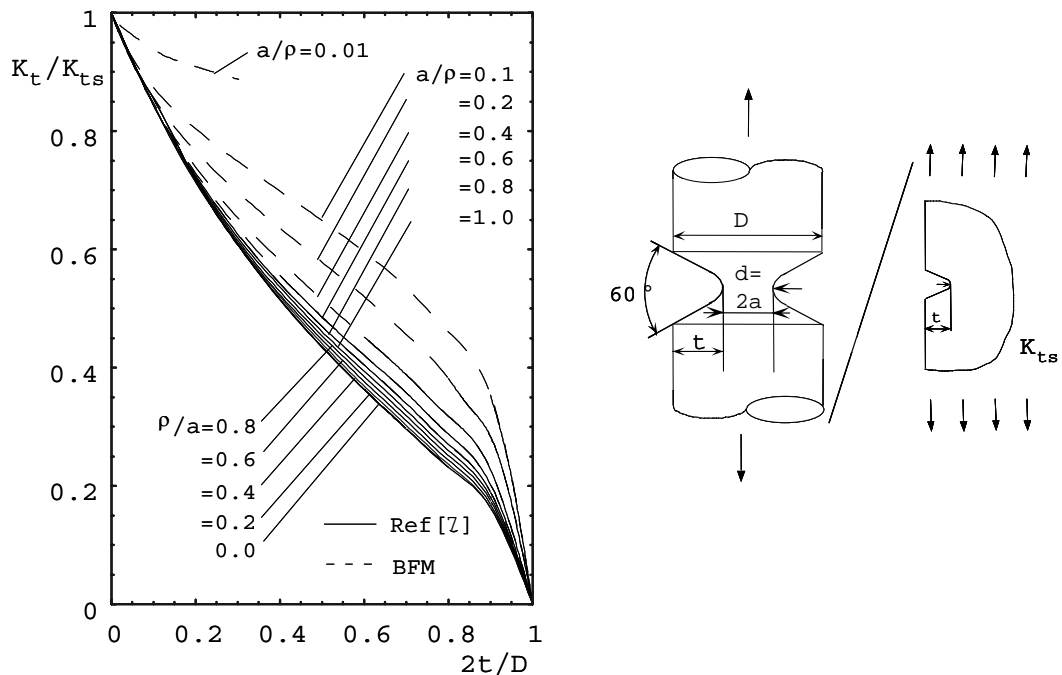 1
K_t/K_ts
0.8
0.6
0.4
0.2
0
0 0.2 0.4 0.6 0.8 1
2t/D
a/ρ=0.01
a/ρ=0.1
=0.2
=0.4
=0.6
=0.8
=1.0
ρ/a=0.8
=0.6
=0.4
=0.2
0.0
Ref[7]
BFM
D
d=
2a
60°
t
t
K_ts